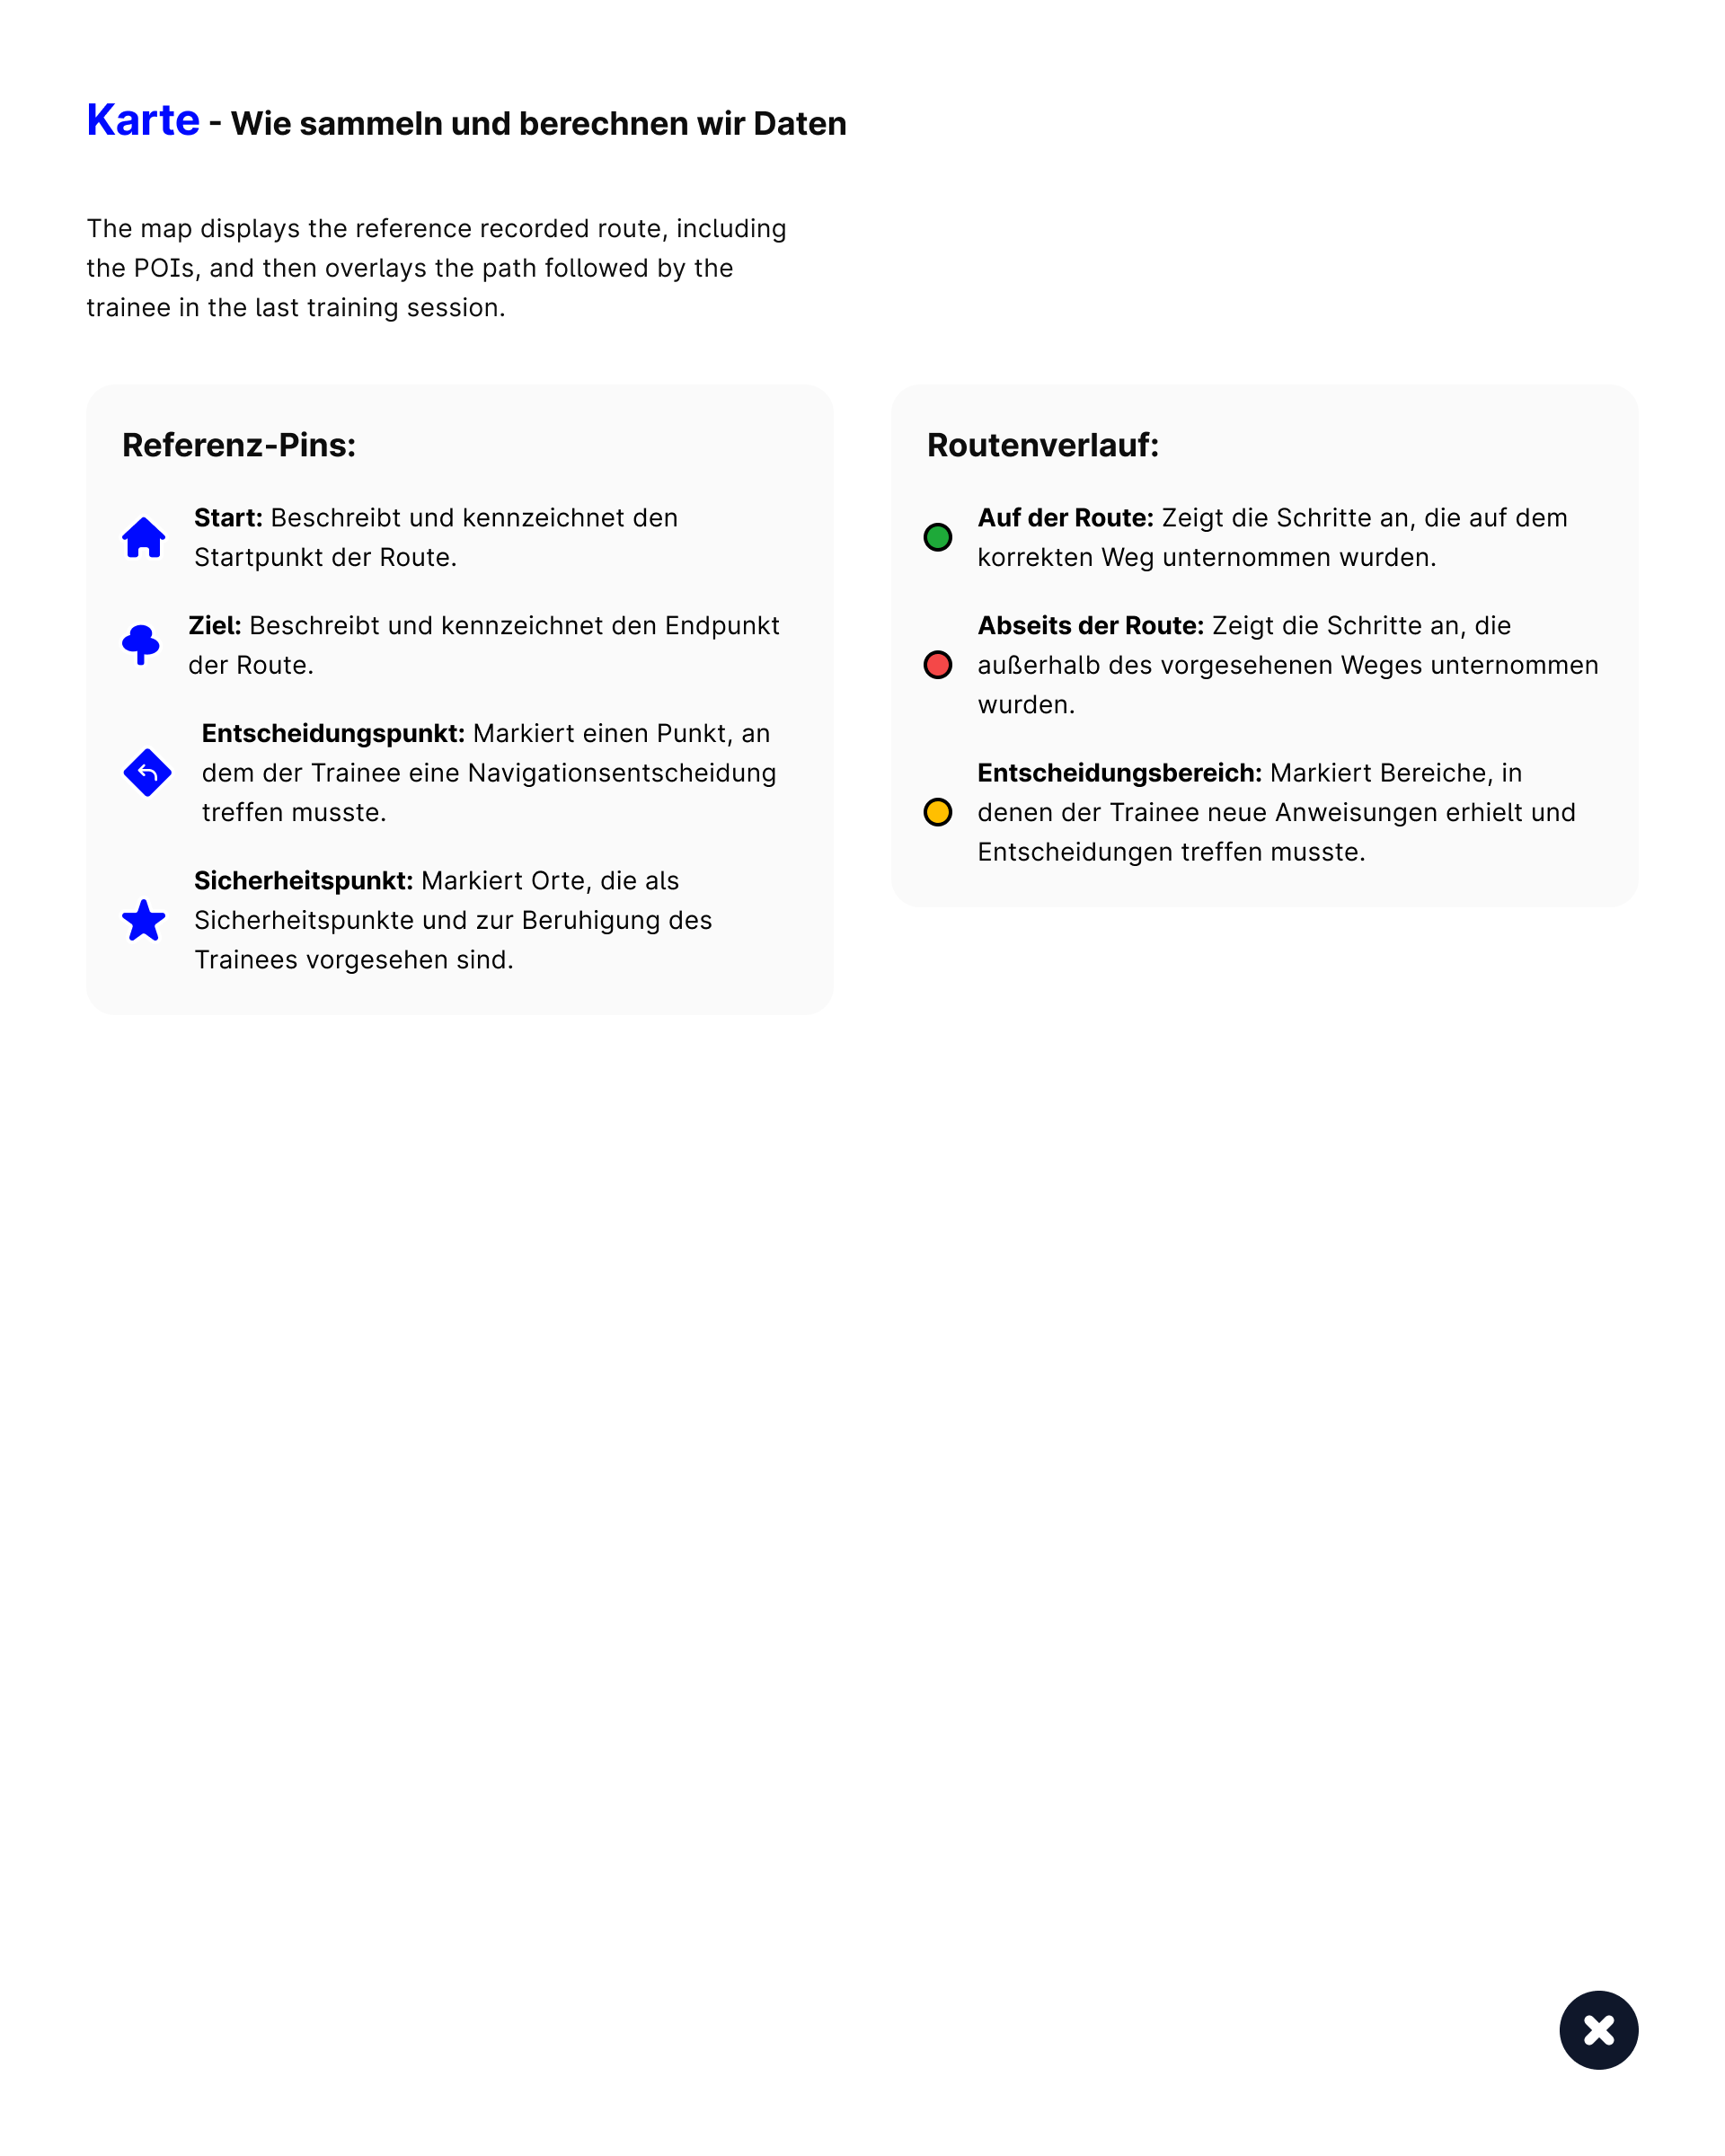 Karte - Wie sammeln und berechnen wir Daten
The map displays the reference recorded route, including
the POIs, and then overlays the path followed by the
trainee in the last training session.
Referenz-Pins:
Start: Beschreibt und kennzeichnet den
Startpunkt der Route.
Ziel: Beschreibt und kennzeichnet den Endpunkt
der Route.
Entscheidungspunkt: Markiert einen Punkt, an
dem der Trainee eine Navigationsentscheidung
treffen musste.
Sicherheitspunkt: Markiert Orte, die als
Sicherheitspunkte und zur Beruhigung des
Trainees vorgesehen sind.
Routenverlauf:
Auf der Route: Zeigt die Schritte an, die auf dem
korrekten Weg unternommen wurden.
Abseits der Route: Zeigt die Schritte an, die
außerhalb des vorgesehenen Weges unternommen
wurden.
Entscheidungsbereich: Markiert Bereiche, in
denen der Trainee neue Anweisungen erhielt und
Entscheidungen treffen musste.